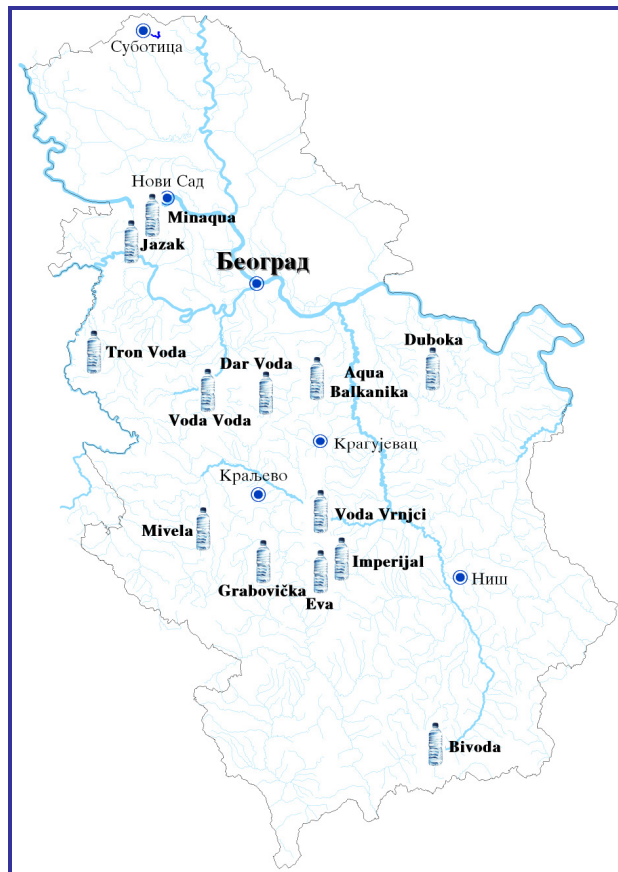 Суботица
Нови Сад
Minaqua
Jazak
Београд
Tron Voda
Dar Voda
Aqua
Balkanika
Duboka
Voda Voda
Крагујевац
Краљево
Voda Vrnjci
Mivela
Imperijal
Grabovička
Eva
Ниш
Bivoda